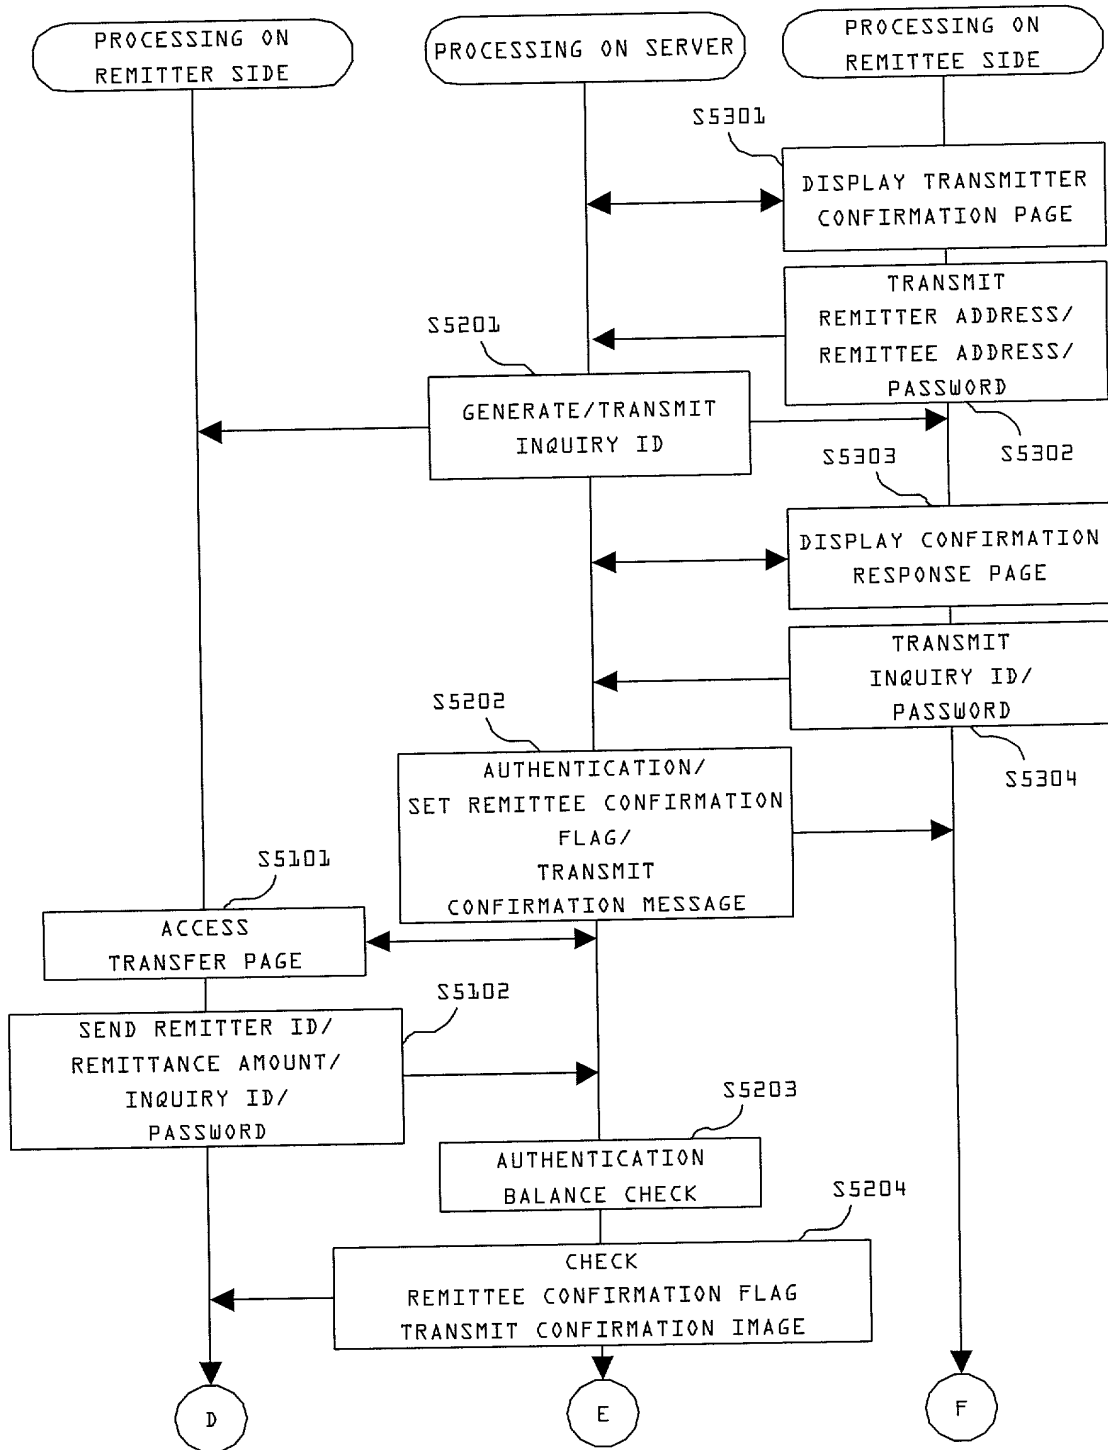 PROCESSING ON
REMITTER SIDE
PROCESSING ON SERVER
PROCESSING ON
REMITTEE SIDE
S5301
DISPLAY TRANSMITTER
CONFIRMATION PAGE
TRANSMIT
REMITTER ADDRESS/
REMITTEE ADDRESS/
PASSWORD
S5201
GENERATE/TRANSMIT
INQUIRY ID
S5302
S5303
DISPLAY CONFIRMATION
RESPONSE PAGE
TRANSMIT
INQUIRY ID/
PASSWORD
S5202
S5304
AUTHENTICATION/
SET REMITTEE CONFIRMATION
FLAG/
TRANSMIT
CONFIRMATION MESSAGE
S5101
ACCESS
TRANSFER PAGE
S5102
SEND REMITTER ID/
REMITTANCE AMOUNT/
INQUIRY ID/
PASSWORD
S5203
AUTHENTICATION
BALANCE CHECK
S5204
CHECK
REMITTEE CONFIRMATION FLAG
TRANSMIT CONFIRMATION IMAGE
D
E
F